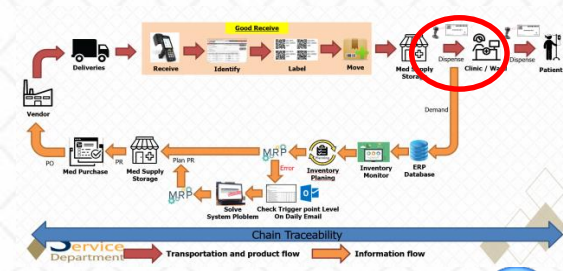 Good Receive
Deliveries
Receive
Identify
Label
Move
Med Supply
Storage
Dispense
Clinic / Ward
Dispense
Patient
Vendor
Demand
PO
Med Purchase
PR
Med Supply
Storage
Plan PR
MRP
Error
Inventory
Planing
Inventory
Monitor
ERP
Database
MRP
Solve
System Ploblem
Check Trigger point Level
On Daily Email
Chain Traceability
Service
Department
Transportation and product flow
Information flow